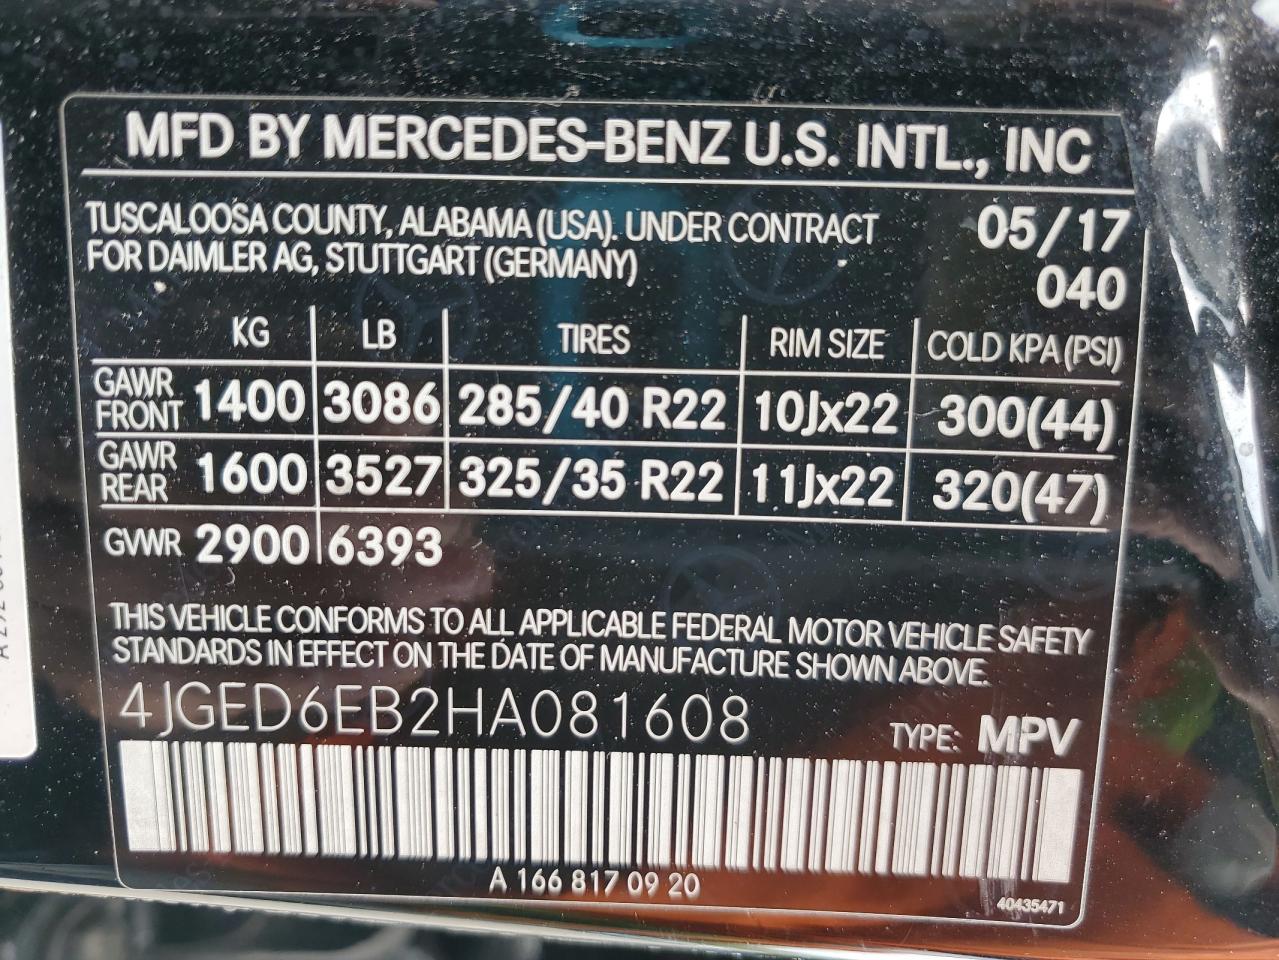 MFD BY MERCEDES-BENZ U.S. INTL., INC
TUSCALOOSA COUNTY, ALABAMA (USA). UNDER CONTRACT 05/17
FOR DAIMLER AG, STUTTGART (GERMANY) 040
KG LB TIRES RIM SIZE COLD KPA (PSI)
GAWR FRONT 1400 3086 285/40 R22 10Jx22 300(44)
GAWR REAR 1600 3527 325/35 R22 11Jx22 320(47)
GVWR 2900 6393
THIS VEHICLE CONFORMS TO ALL APPLICABLE FEDERAL MOTOR VEHICLE SAFETY
STANDARDS IN EFFECT ON THE DATE OF MANUFACTURE SHOWN ABOVE.
4JGED6EB2HA081608 TYPE: MPV
A 166 817 09 20
40435471